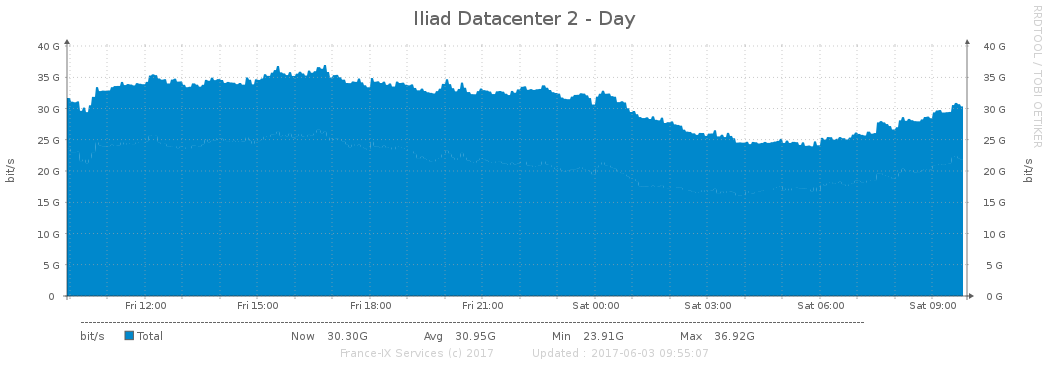 Iliad Datacenter 2 - Day
RRDTOOL / TOBI OETIKER
40 G 40 G
35 G 35 G
30 G 30 G
25 G 25 G
20 G 20 G
15 G 15 G
10 G 10 G
5 G 5 G
0 0 G
bit/s
bit/s
Fri 12:00 Fri 15:00 Fri 18:00 Fri 21:00 Sat 00:00 Sat 03:00 Sat 06:00 Sat 09:00
bit/s Total Now 30.30G Avg 30.95G Min 23.91G Max 36.92G
France-IX Services (c) 2017 Updated : 2017-06-03 09:55:07